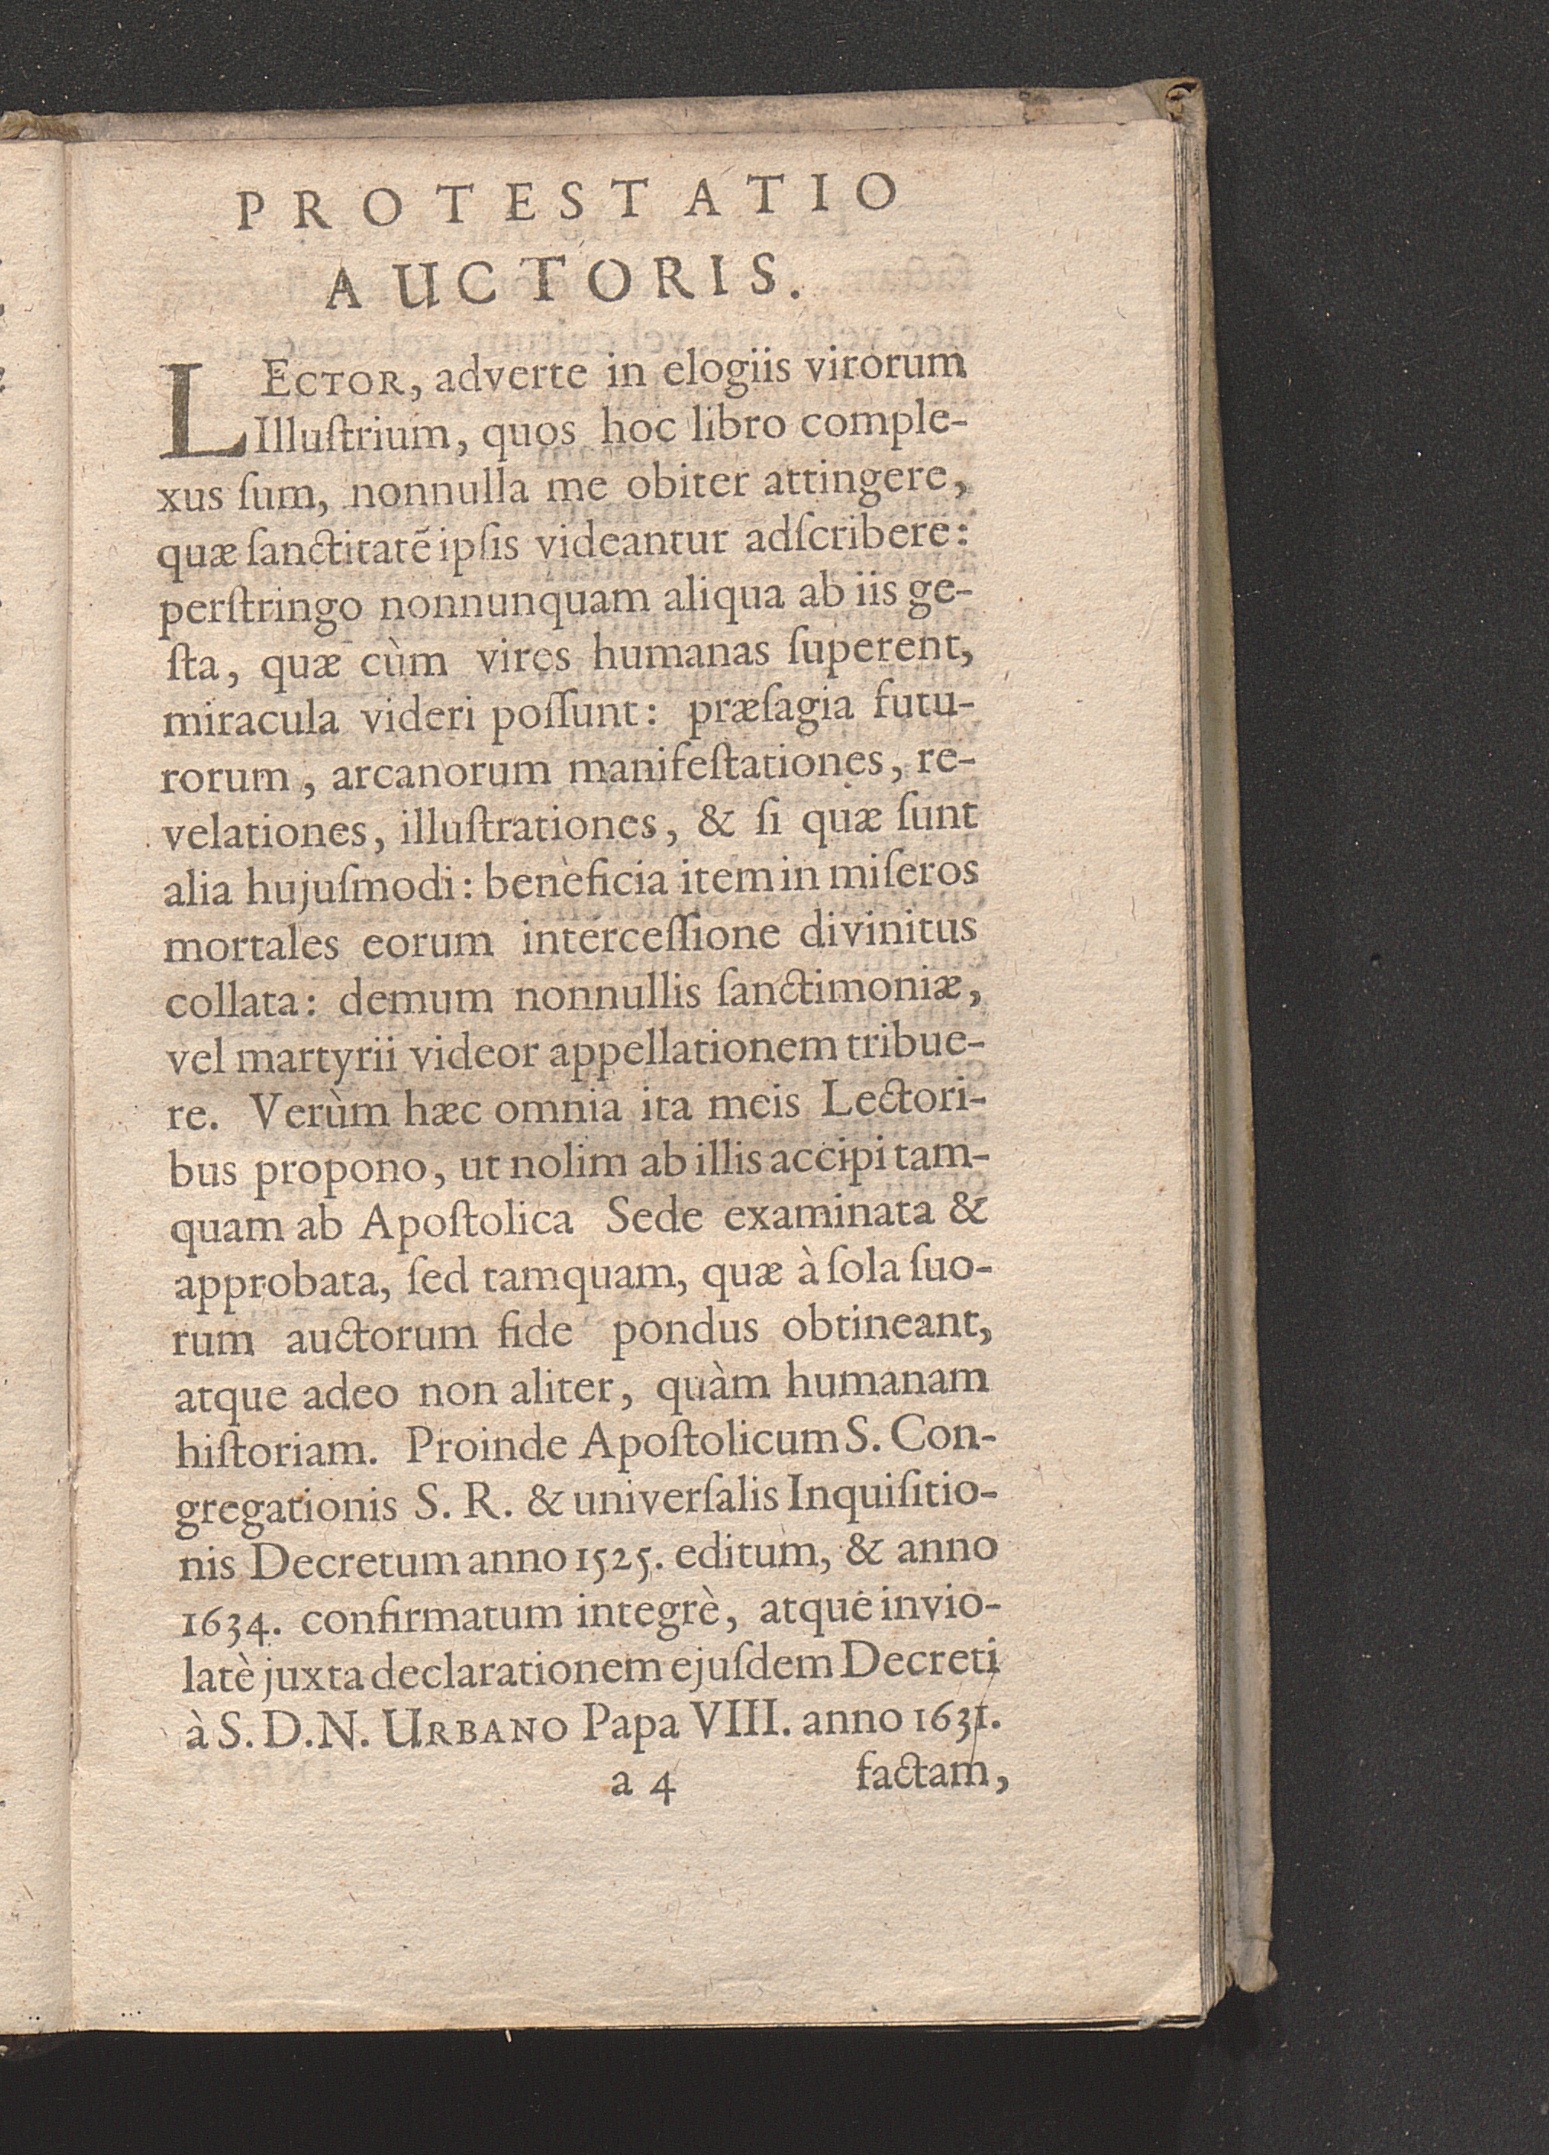 PROTESTATIO
AUCTORIS.
LECTOR, adverte in elogiis virorum
Illuſtrium, quos hoc libro comple-
xus ſum, nonnulla me obiter attingere,
quæ ſanctitatē ipſis videantur adſcribere:
perſtringo nonnunquam aliqua ab iis ge-
ſta, quæ cùm vires humanas ſuperent,
miracula videri poſſunt: præſagia futu-
rorum, arcanorum manifeſtationes, re-
velationes, illuſtrationes, & ſi quæ ſunt
alia hujuſmodi: beneficia item in miſeros
mortales eorum interceſſione divinitus
collata: demum nonnullis ſanctimoniæ,
vel martyrii videor appellationem tribue-
re. Verùm hæc omnia ita meis Lectori-
bus propono, ut nolim ab illis accipi tam-
quam ab Apoſtolica Sede examinata &
approbata, ſed tamquam, quæ à ſola ſuo-
rum auctorum fide pondus obtineant,
atque adeo non aliter, quàm humanam
hiſtoriam. Proinde Apoſtolicum S. Con-
gregationis S. R. & univerſalis Inquiſitio-
nis Decretum anno 1525. editum, & anno
1634. confirmatum integrè, atque invio-
latè juxta declarationem ejuſdem Decreti
à S. D. N. URBANO Papa VIII. anno 1631.
a 4 factam,